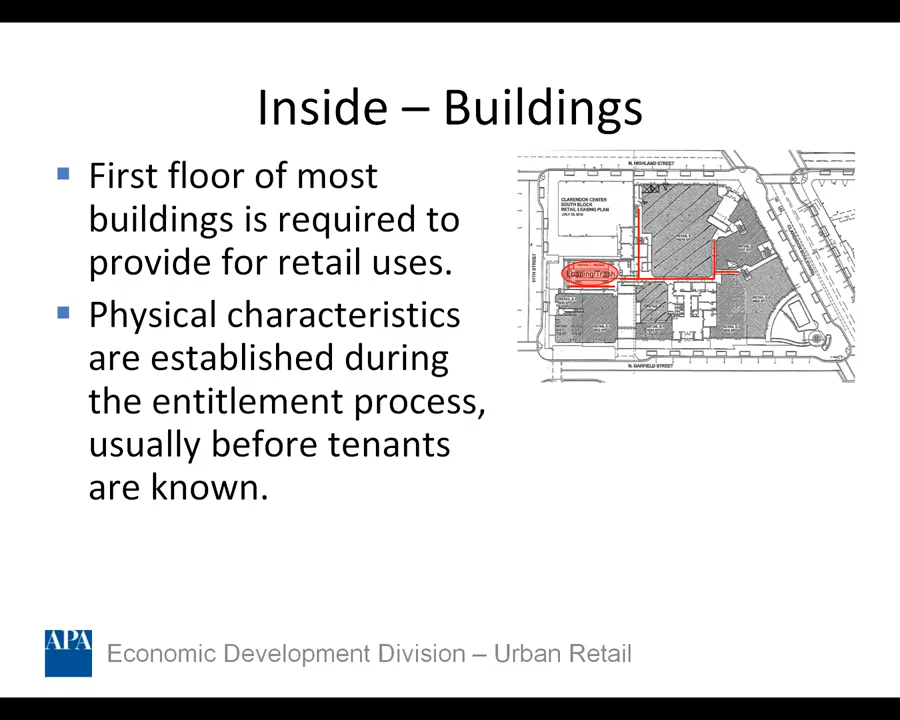 Inside – Buildings
First floor of most
buildings is required to
provide for retail uses.
Physical characteristics
are established during
the entitlement process,
usually before tenants
are known.
N. HIGHLAND STREET
CLARENDON CENTER
SOUTH BLOCK
RETAIL LEASING PLAN
11TH STREET
Loading/Trash
N. GARFIELD STREET
APA
Economic Development Division – Urban Retail